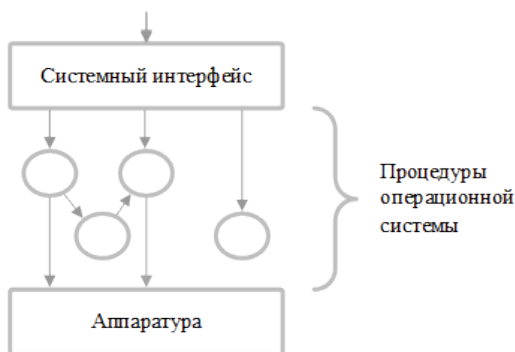 Системный интерфейс
Процедуры
операционной
системы
Аппаратура